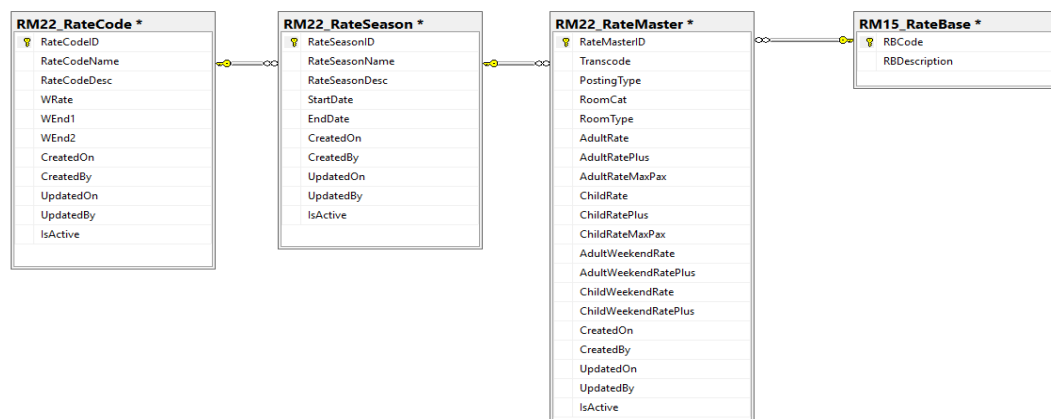 RM22_RateCode *
RateCodeID
RateCodeName
RateCodeDesc
WRate
WEnd1
WEnd2
CreatedOn
CreatedBy
UpdatedOn
UpdatedBy
IsActive
RM22_RateSeason *
RateSeasonID
RateSeasonName
RateSeasonDesc
StartDate
EndDate
CreatedOn
CreatedBy
UpdatedOn
UpdatedBy
IsActive
RM22_RateMaster *
RateMasterID
Transcode
PostingType
RoomCat
RoomType
AdultRate
AdultRatePlus
AdultRateMaxPax
ChildRate
ChildRatePlus
ChildRateMaxPax
AdultWeekendRate
AdultWeekendRatePlus
ChildWeekendRate
ChildWeekendRatePlus
CreatedOn
CreatedBy
UpdatedOn
UpdatedBy
IsActive
RM15_RateBase *
RBCode
RBDescription